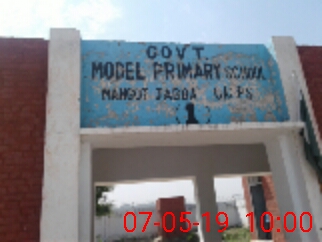 GOVT.
MODEL PRIMARY SCHOOL
(1)
07-05-19 10:00